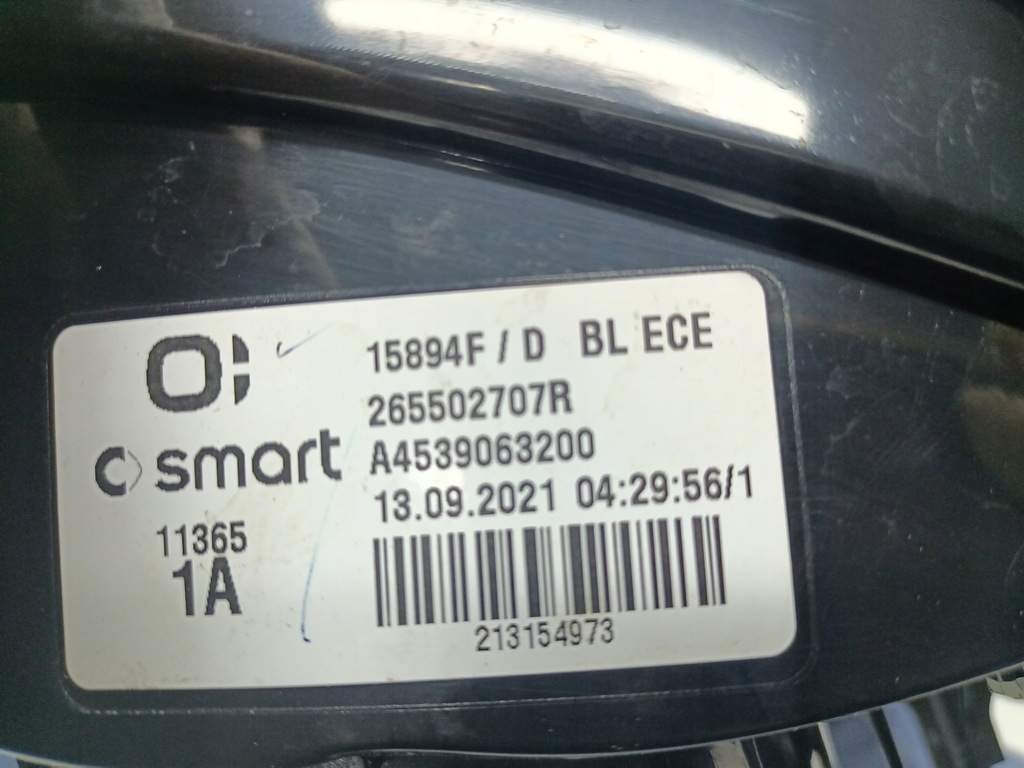 15894F / D BL ECE
265502707R
smart
A4539063200
13.09.2021 04:29:56/1
11365
1A
213154973